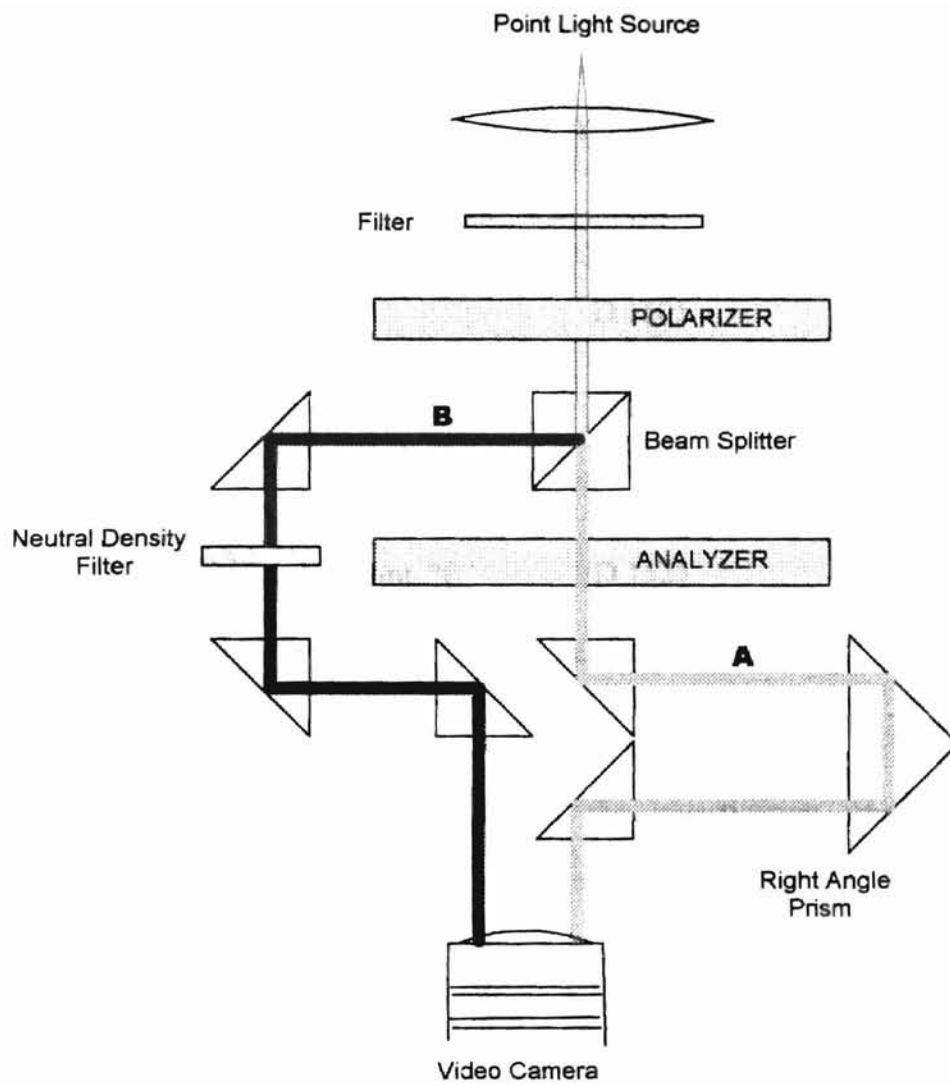 Point Light Source
Filter
POLARIZER
B
Beam Splitter
Neutral Density
Filter
ANALYZER
A
Right Angle
Prism
Video Camera